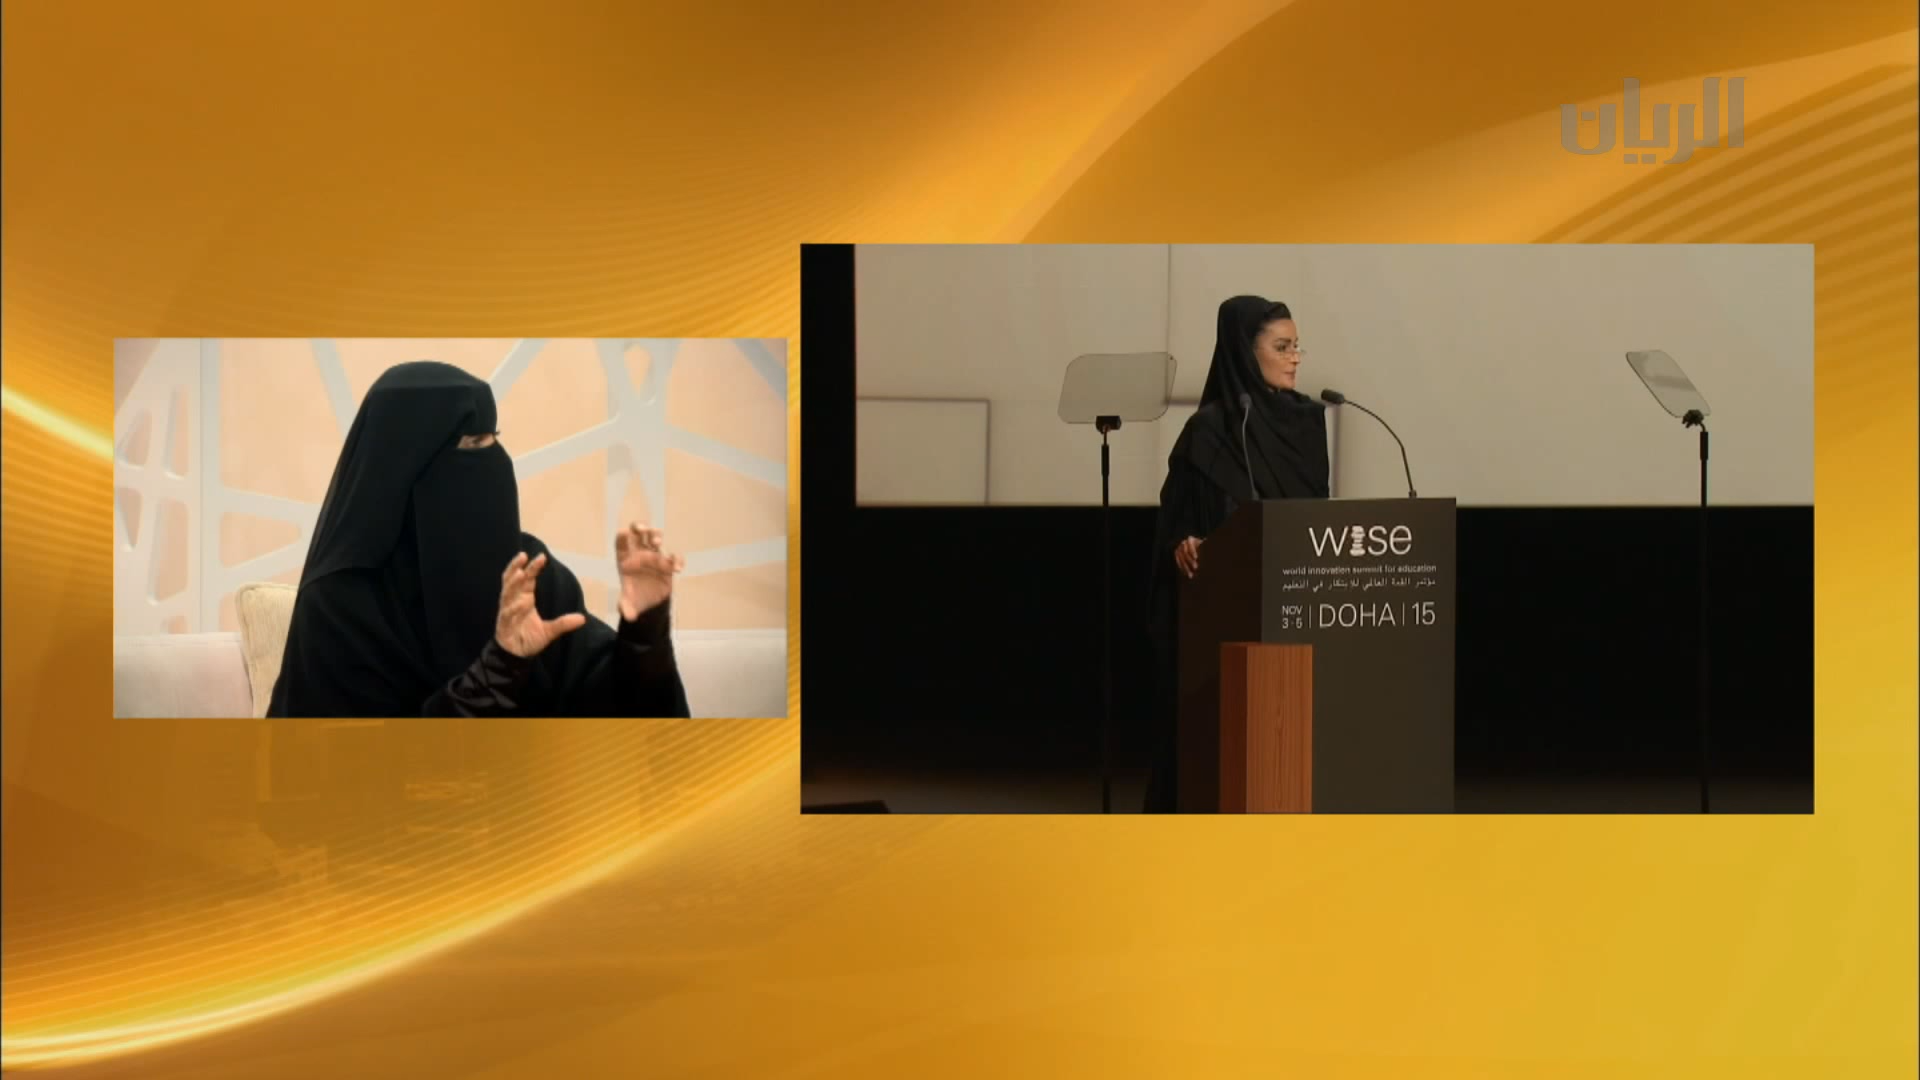 الريان
wise
world innovation summit for education
مؤتمر القمة العالمي للابتكار في التعليم
NOV
3-5 | DOHA | 15